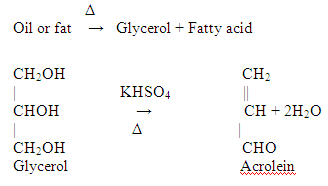 Δ
Oil or fat → Glycerol + Fatty acid
CH₂OH CH₂
| KHSO₄ ||
CHOH → CH + 2H₂O
| Δ |
CH₂OH CHO
Glycerol Acrolein